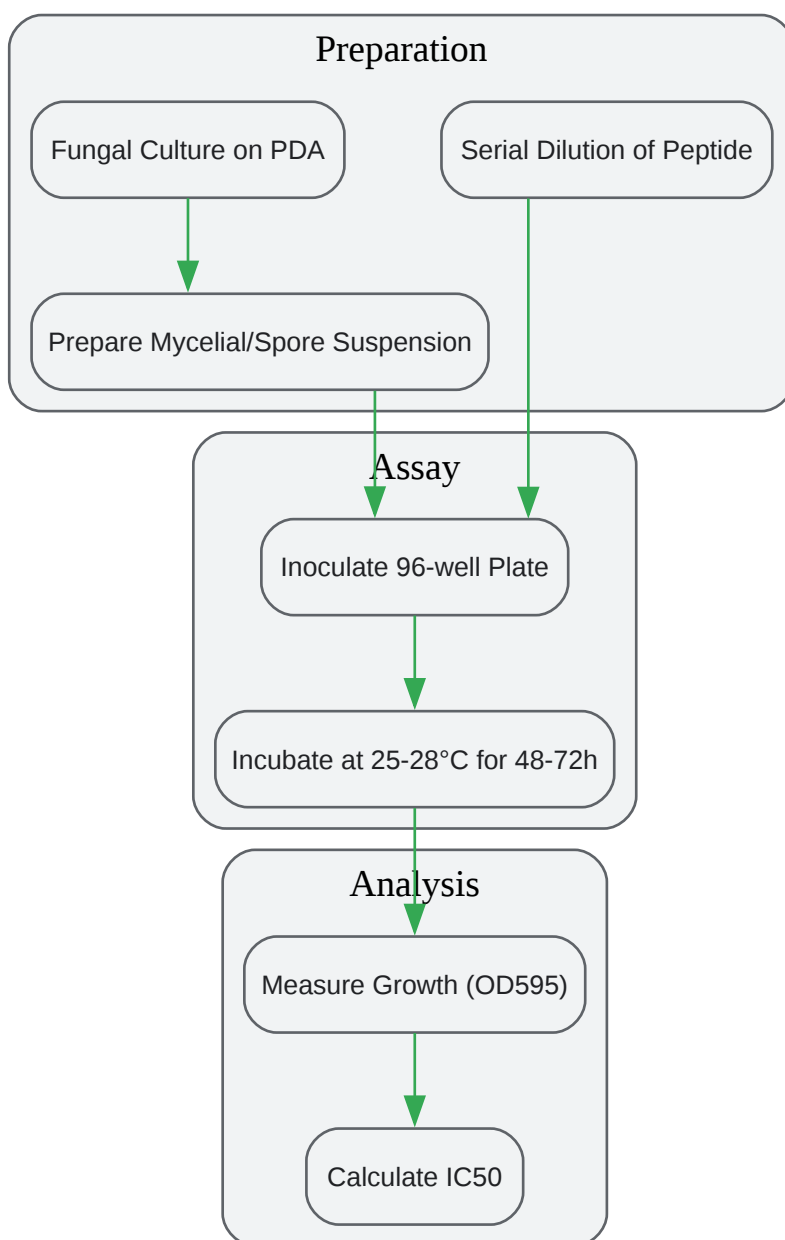 Preparation
Fungal Culture on PDA
Serial Dilution of Peptide
Prepare Mycelial/Spore Suspension
Assay
Inoculate 96-well Plate
Incubate at 25-28°C for 48-72h
Analysis
Measure Growth (OD595)
Calculate IC50